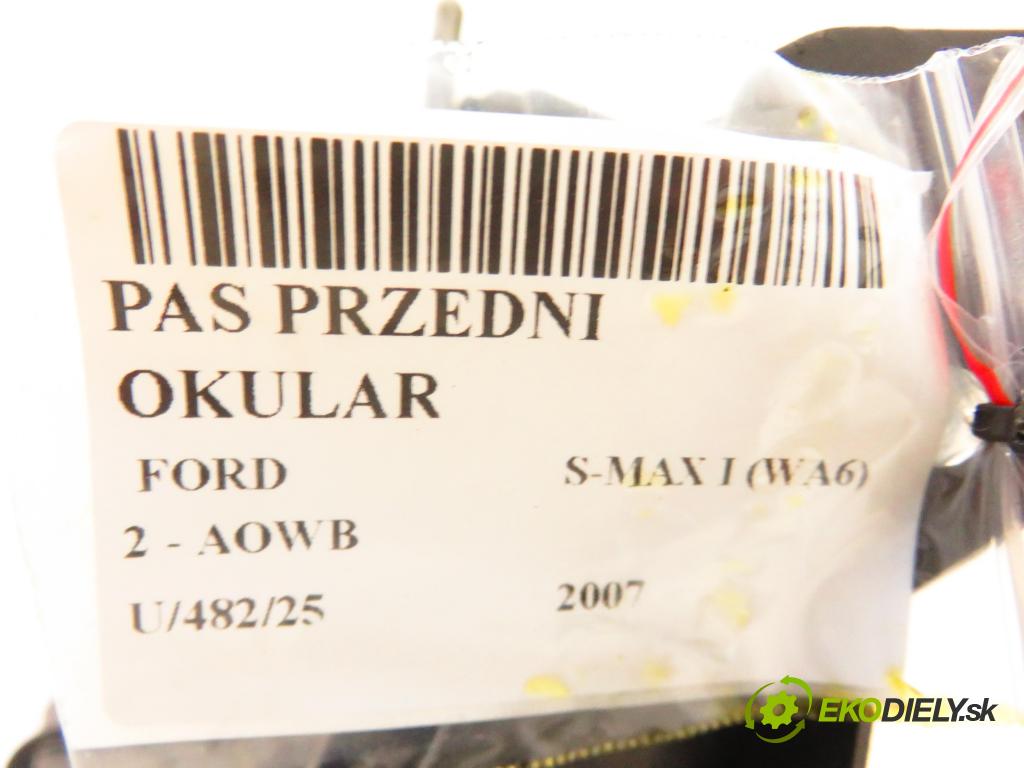 PAS PRZEDNI
OKULAR
FORD S-MAX I (WA6)
2 - AOWB
U/482/25 2007
EKODIELY.sk